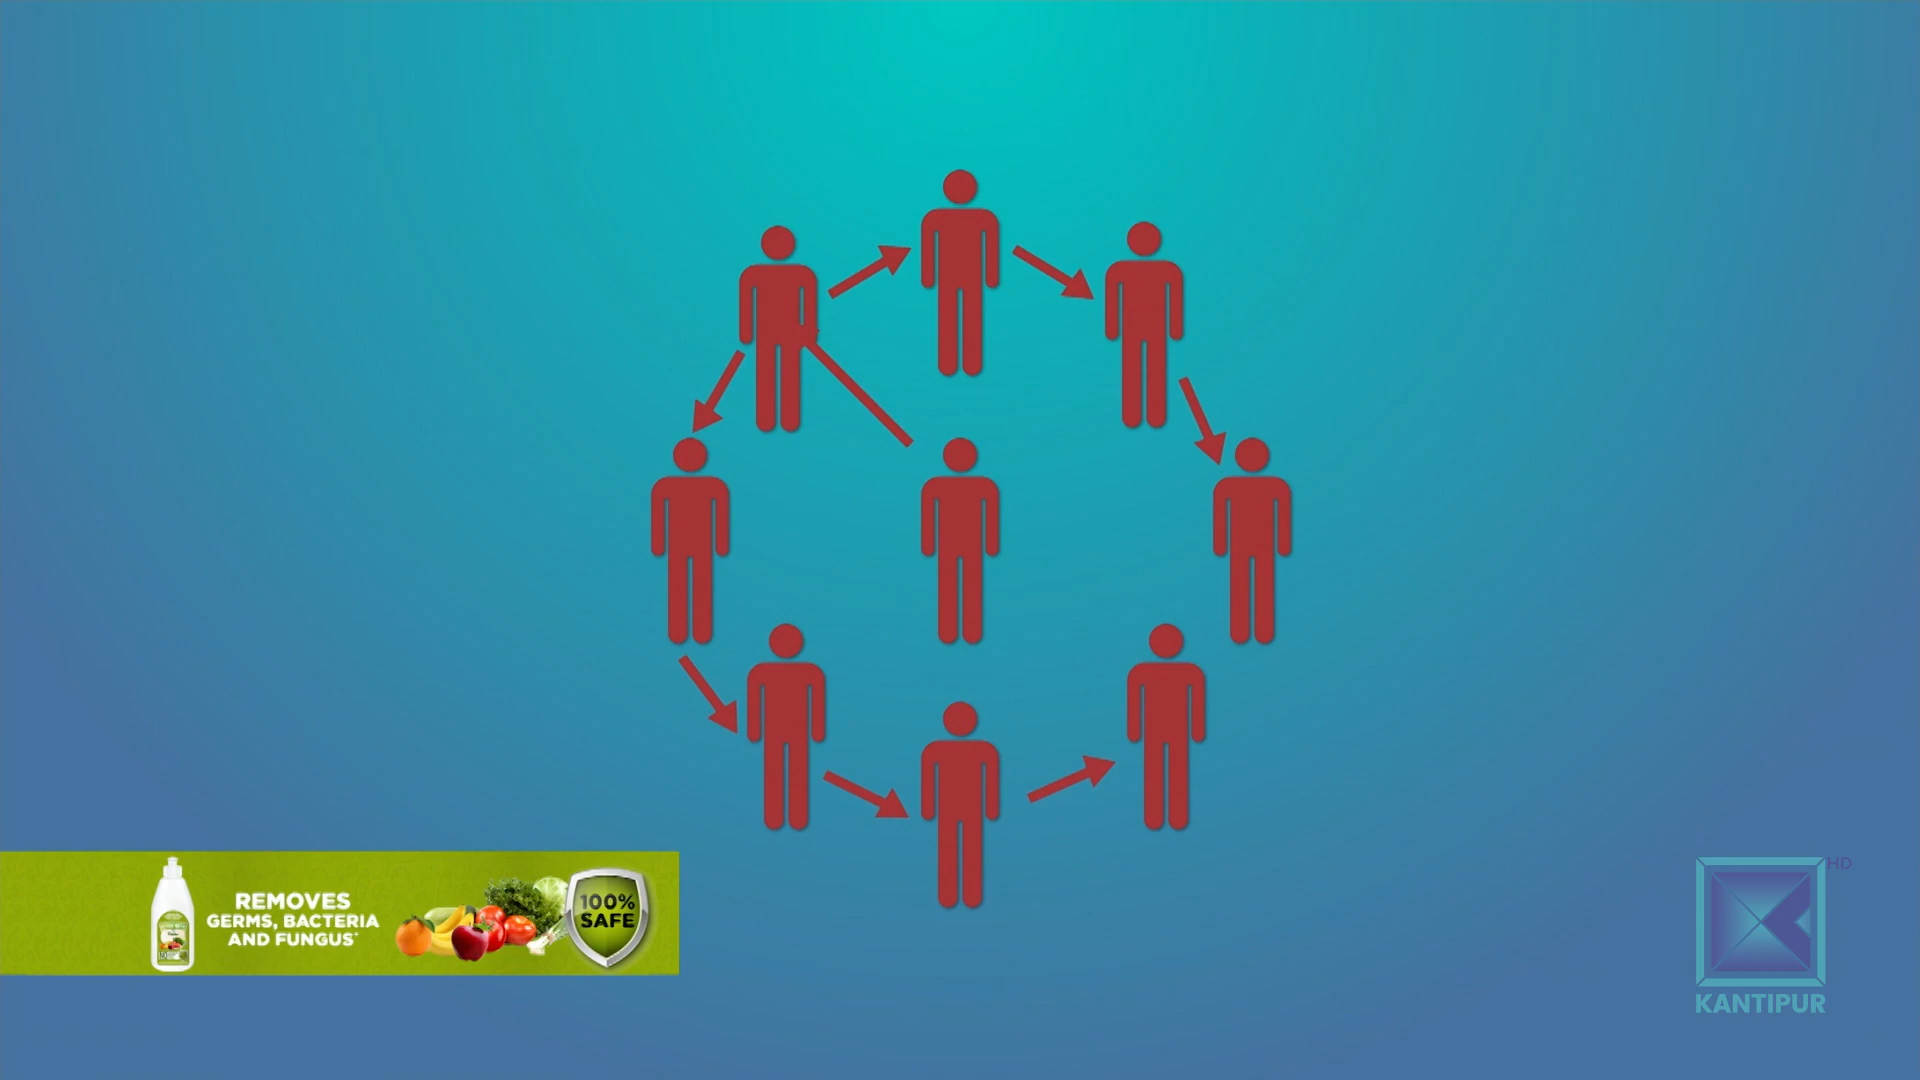 REMOVES
GERMS, BACTERIA
AND FUNGUS*
100%
SAFE
HD
KANTIPUR